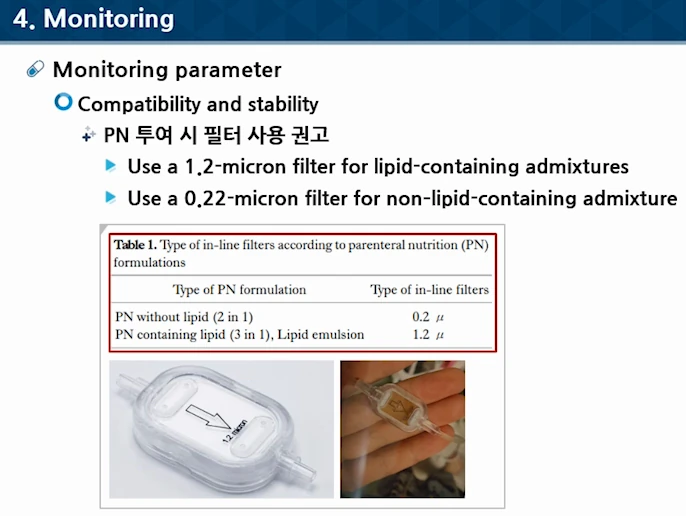 4. Monitoring
Monitoring parameter
Compatibility and stability
PN 투여 시 필터 사용 권고
Use a 1.2-micron filter for lipid-containing admixtures
Use a 0.22-micron filter for non-lipid-containing admixture
Table 1. Type of in-line filters according to parenteral nutrition (PN)
formulations
Type of PN formulation Type of in-line filters
PN without lipid (2 in 1) 0.2 μ
PN containing lipid (3 in 1), Lipid emulsion 1.2 μ
1.2 micron